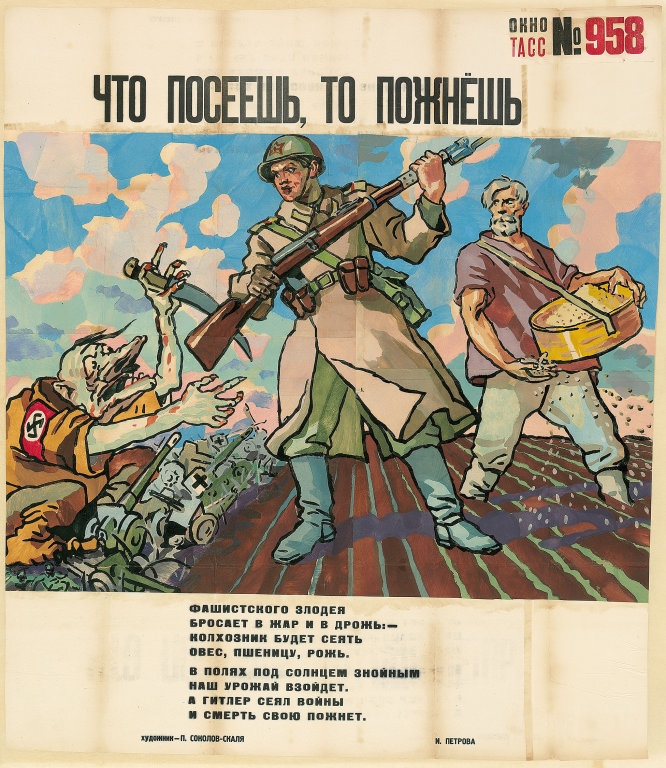 ОКНО
ТАСС №958
ЧТО ПОСЕЕШЬ, ТО ПОЖНЁШЬ
ФАШИСТСКОГО ЗЛОДЕЯ
БРОСАЕТ В ЖАР И В ДРОЖЬ:—
КОЛХОЗНИК БУДЕТ СЕЯТЬ
ОВЕС, ПШЕНИЦУ, РОЖЬ.
В ПОЛЯХ ПОД СОЛНЦЕМ ЗНОЙНЫМ
НАШ УРОЖАЙ ВЗОЙДЕТ.
А ГИТЛЕР СЕЯЛ ВОЙНЫ
И СМЕРТЬ СВОЮ ПОЖНЕТ.
ХУДОЖНИК—П. СОКОЛОВ-СКАЛЯ
И. ПЕТРОВА